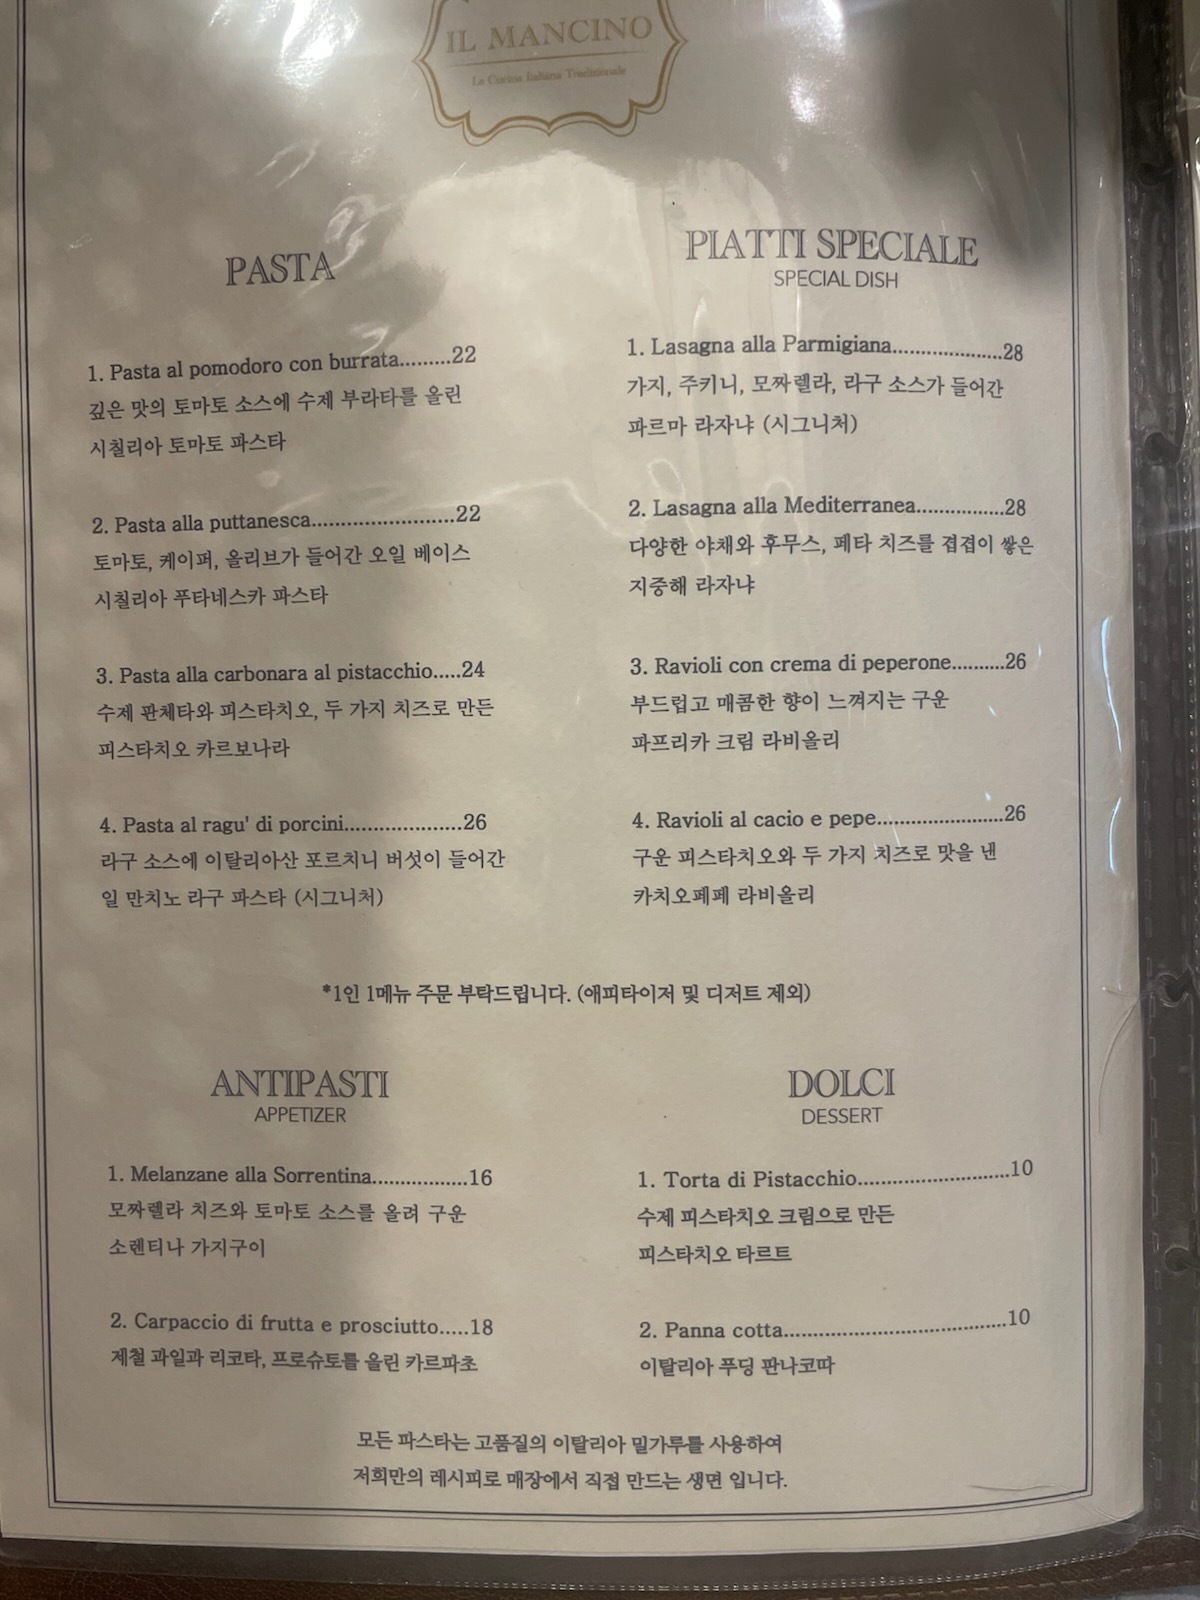 IL MANCINO
La Cucina Italiana Tradizionale
PASTA
1. Pasta al pomodoro con burrata.........22
깊은 맛의 토마토 소스에 수제 부라타를 올린
시칠리아 토마토 파스타
2. Pasta alla puttanesca........................22
토마토, 케이퍼, 올리브가 들어간 오일 베이스
시칠리아 푸타네스카 파스타
3. Pasta alla carbonara al pistacchio.....24
수제 판체타와 피스타치오, 두 가지 치즈로 만든
피스타치오 카르보나라
4. Pasta al ragu' di porcini....................26
라구 소스에 이탈리아산 포르치니 버섯이 들어간
일 만치노 라구 파스타 (시그니처)
PIATTI SPECIALE
SPECIAL DISH
1. Lasagna alla Parmigiana...................28
가지, 주키니, 모짜렐라, 라구 소스가 들어간
파르마 라자냐 (시그니처)
2. Lasagna alla Mediterranea...............28
다양한 야채와 후무스, 페타 치즈를 겹겹이 쌓은
지중해 라자냐
3. Ravioli con crema di peperone..........26
부드럽고 매콤한 향이 느껴지는 구운
파프리카 크림 라비올리
4. Ravioli al cacio e pepe......................26
구운 피스타치오와 두 가지 치즈로 맛을 낸
카치오페페 라비올리
*1인 1메뉴 주문 부탁드립니다. (애피타이저 및 디저트 제외)
ANTIPASTI
APPETIZER
1. Melanzane alla Sorrentina.................16
모짜렐라 치즈와 토마토 소스를 올려 구운
소렌티나 가지구이
2. Carpaccio di frutta e prosciutto.....18
제철 과일과 리코타, 프로슈토를 올린 카르파초
DOLCI
DESSERT
1. Torta di Pistacchio..........................10
수제 피스타치오 크림으로 만든
피스타치오 타르트
2. Panna cotta......................................10
이탈리아 푸딩 판나코따
모든 파스타는 고품질의 이탈리아 밀가루를 사용하여
저희만의 레시피로 매장에서 직접 만드는 생면 입니다.